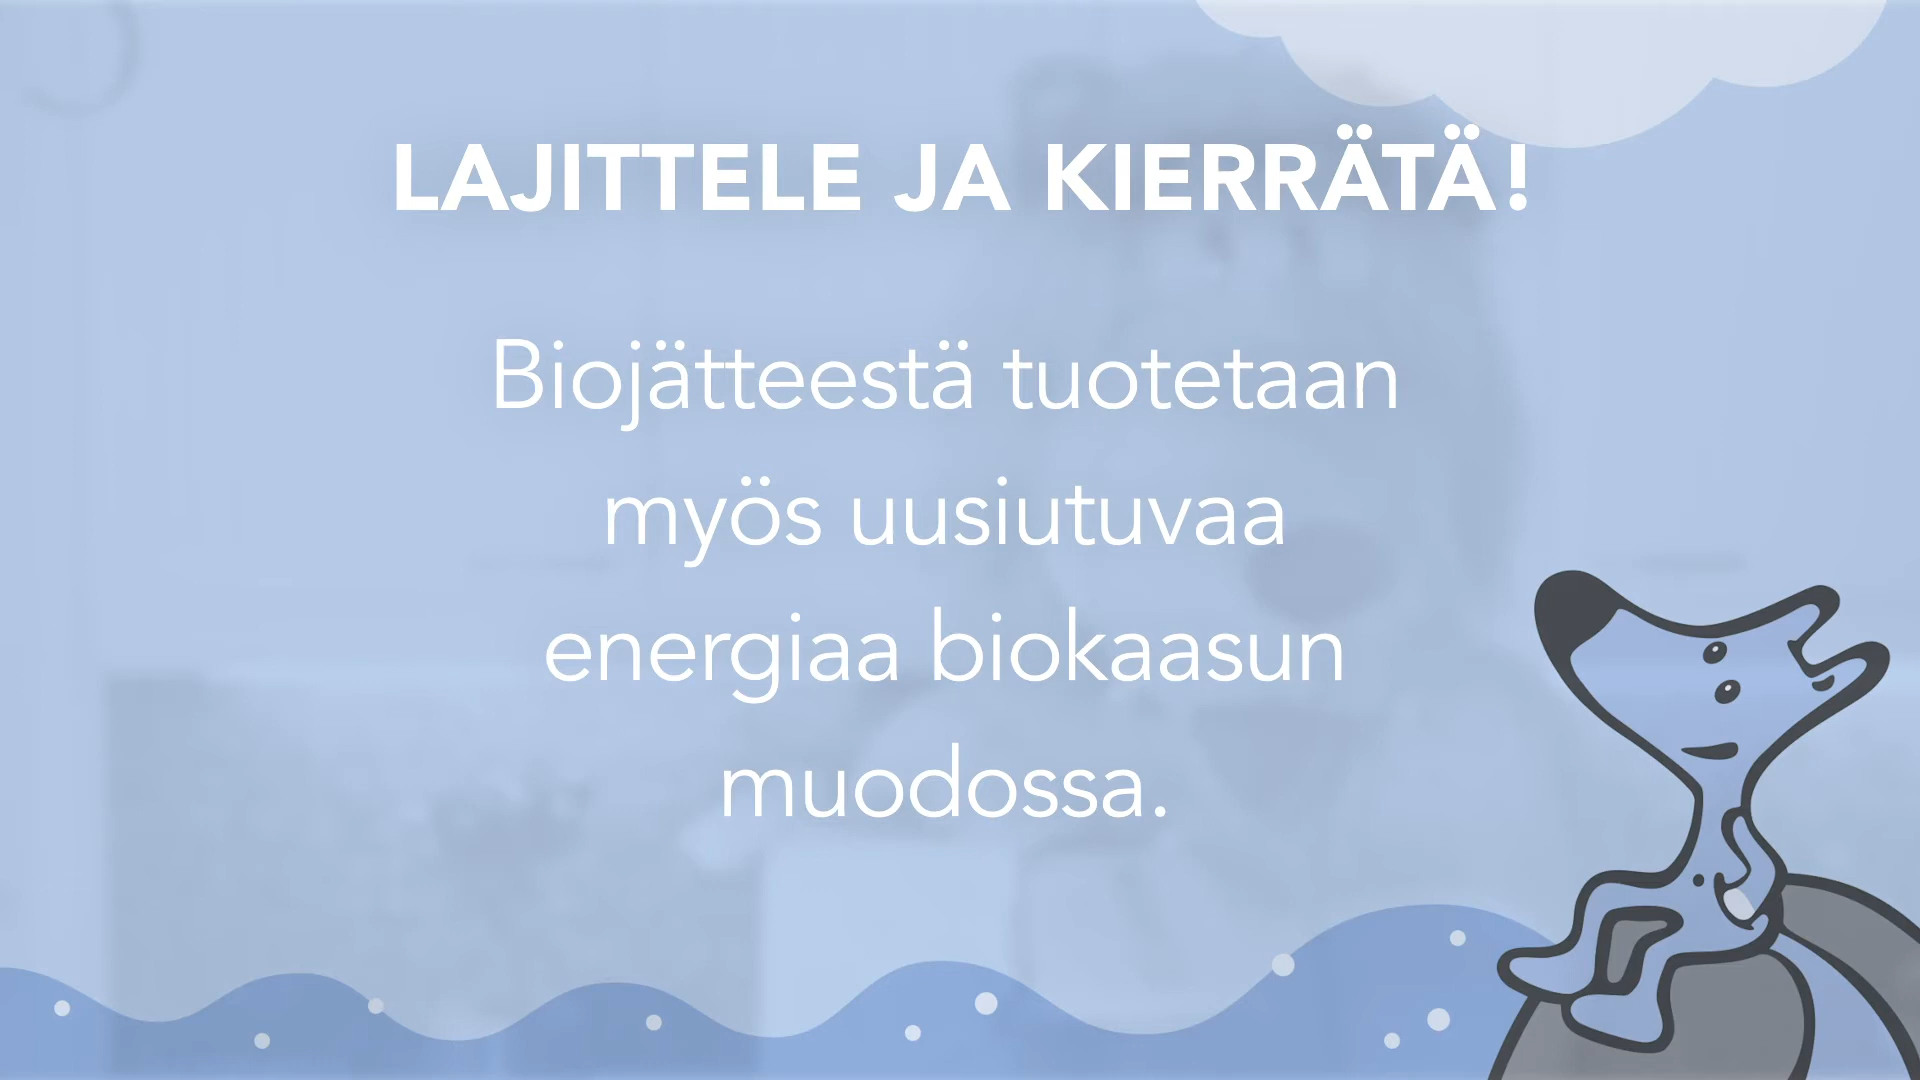 LAJITTELE JA KIERRÄTÄ!
Biojätteestä tuotetaan
myös uusiutuvaa
energiaa biokaasun
muodossa.